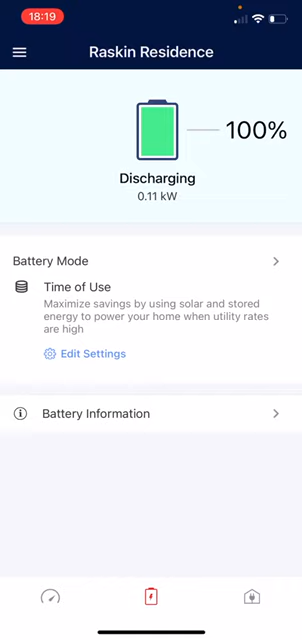 18:19
Raskin Residence
100%
Discharging
0.11 kW
Battery Mode
Time of Use
Maximize savings by using solar and stored
energy to power your home when utility rates
are high
Edit Settings
Battery Information